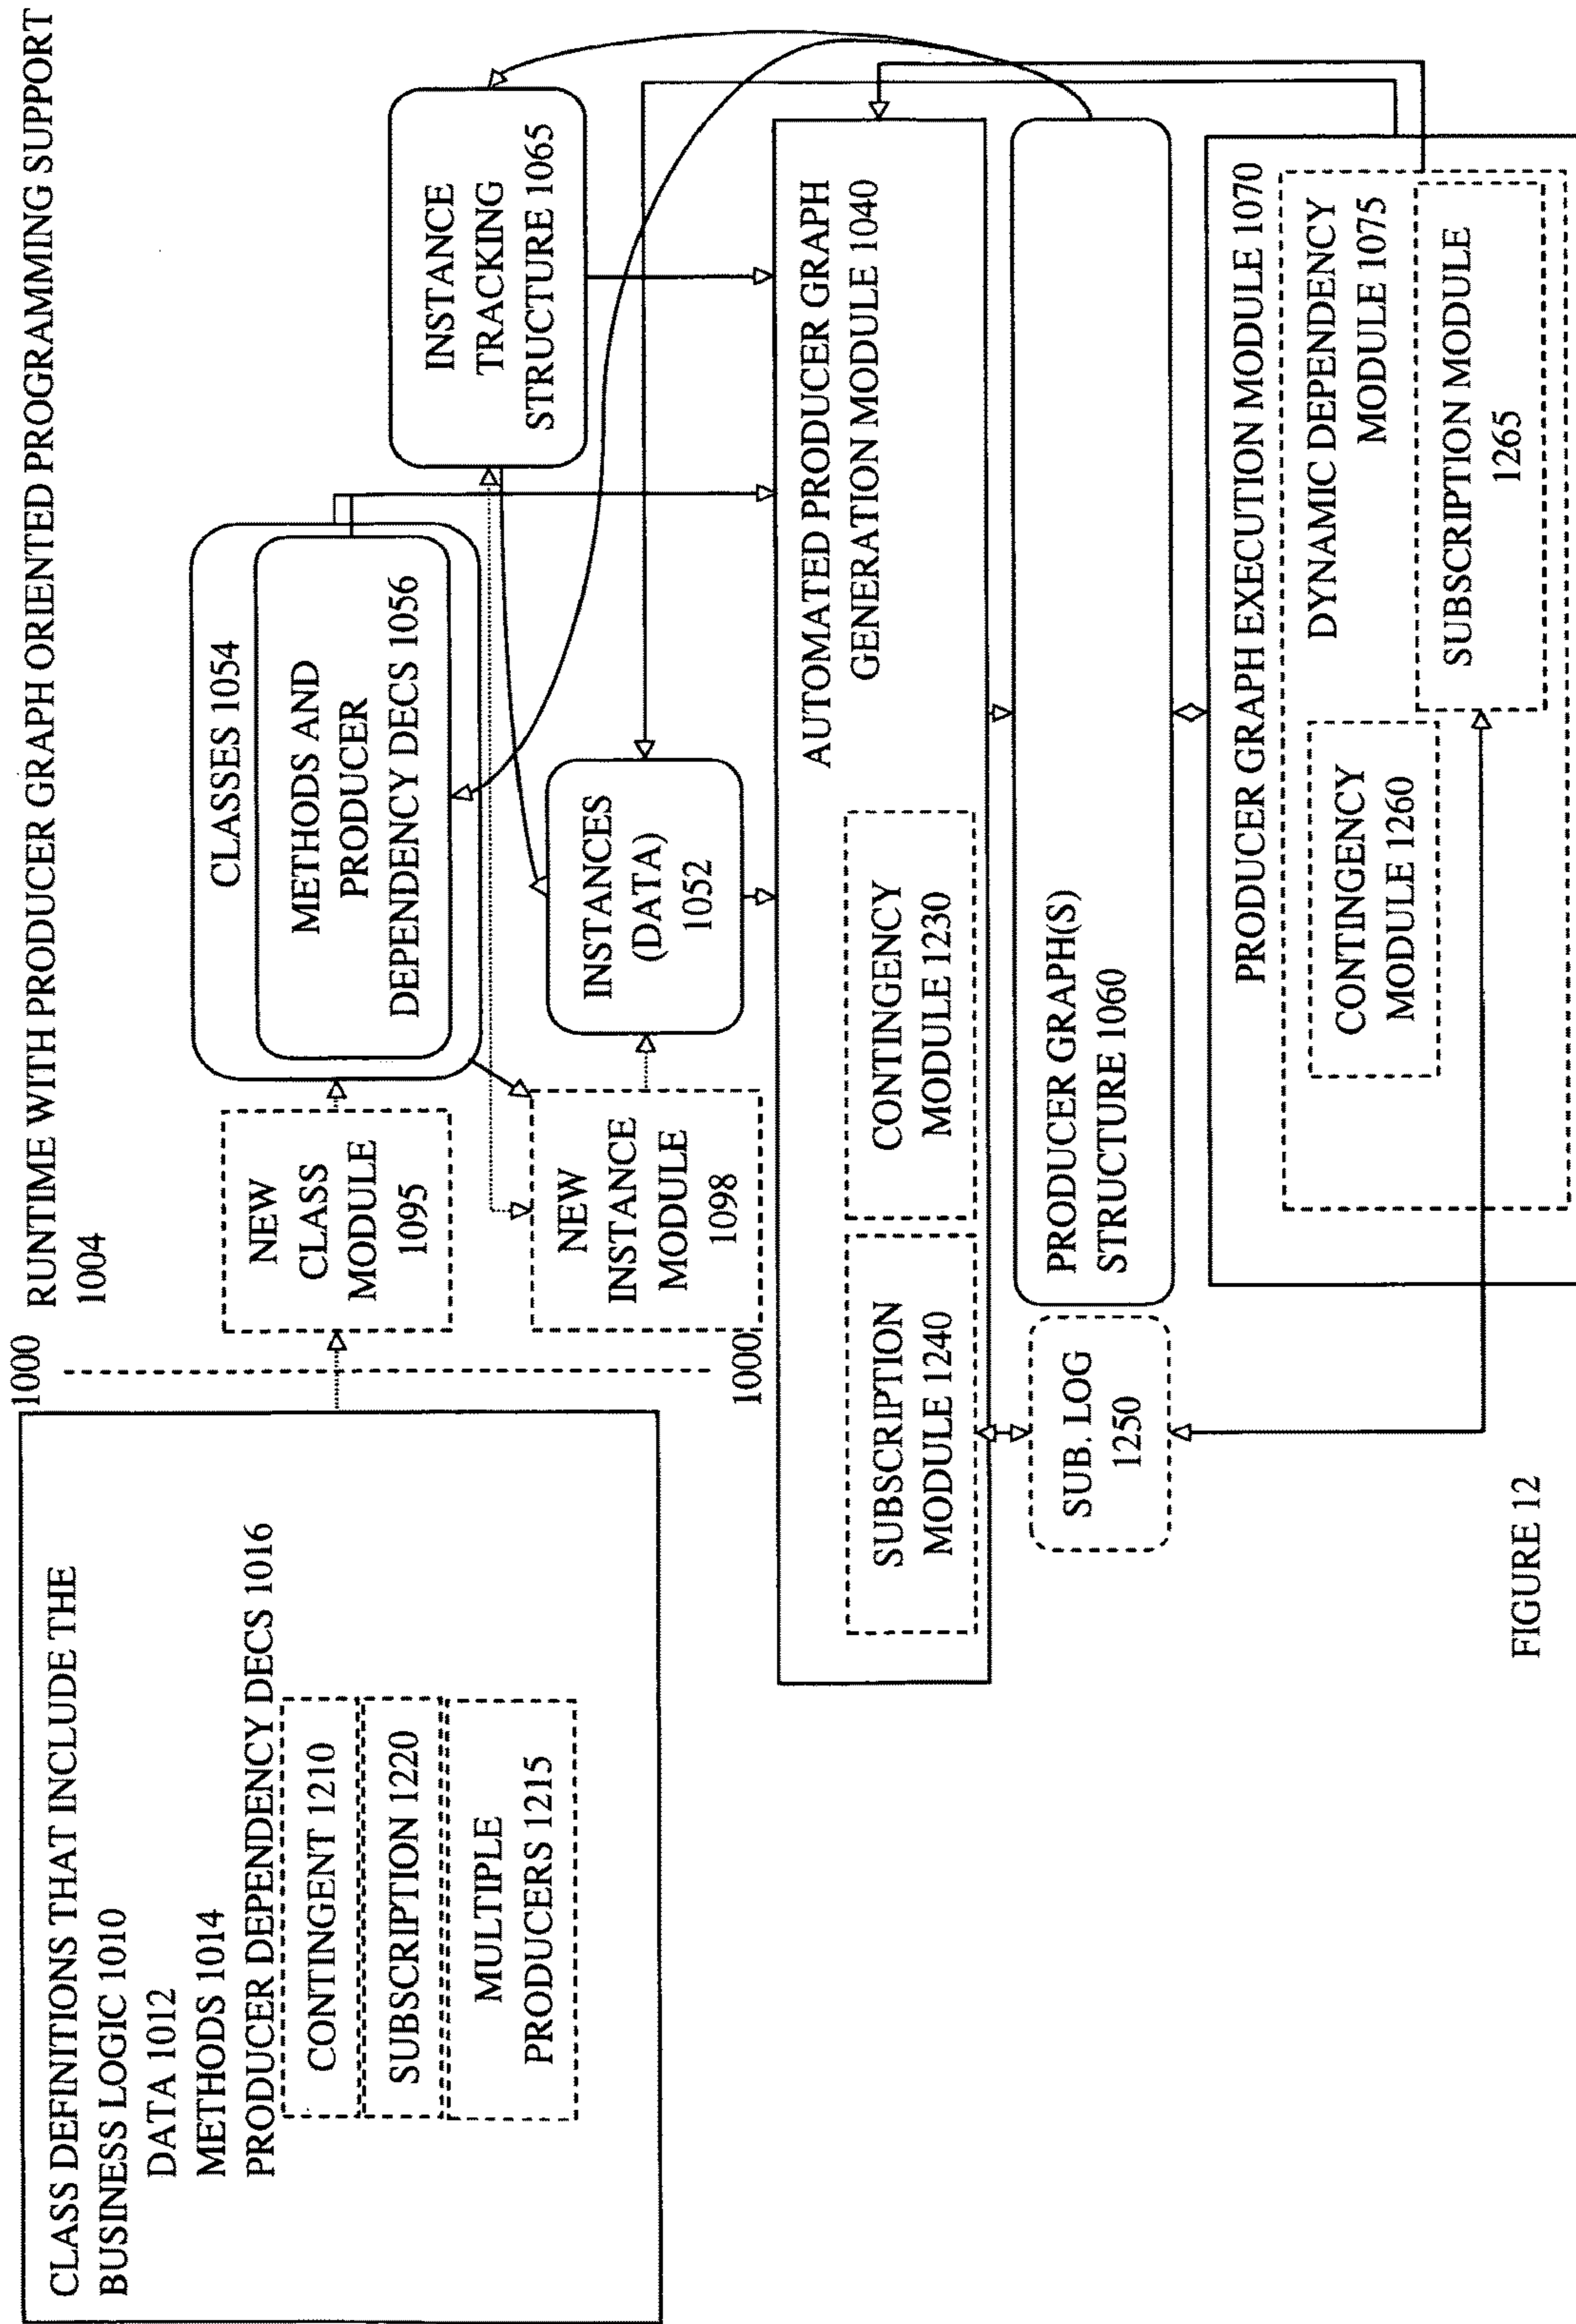 CLASS DEFINITIONS THAT INCLUDE THE
BUSINESS LOGIC 1010
DATA 1012
METHODS 1014
PRODUCER DEPENDENCY DECS 1016
CONTINGENT 1210
SUBSCRIPTION 1220
MULTIPLE
PRODUCERS 1215
1000
1000
RUNTIME WITH PRODUCER GRAPH ORIENTED PROGRAMMING SUPPORT
1004
NEW
CLASS
MODULE
1095
CLASSES 1054
METHODS AND
PRODUCER
DEPENDENCY DECS 1056
INSTANCE
TRACKING
STRUCTURE 1065
NEW
INSTANCE
MODULE
1098
INSTANCES
(DATA)
1052
AUTOMATED PRODUCER GRAPH
GENERATION MODULE 1040
SUBSCRIPTION
MODULE 1240
CONTINGENCY
MODULE 1230
SUB. LOG
1250
PRODUCER GRAPH(S)
STRUCTURE 1060
PRODUCER GRAPH EXECUTION MODULE 1070
DYNAMIC DEPENDENCY
MODULE 1075
CONTINGENCY
MODULE 1260
SUBSCRIPTION MODULE
1265
FIGURE 12